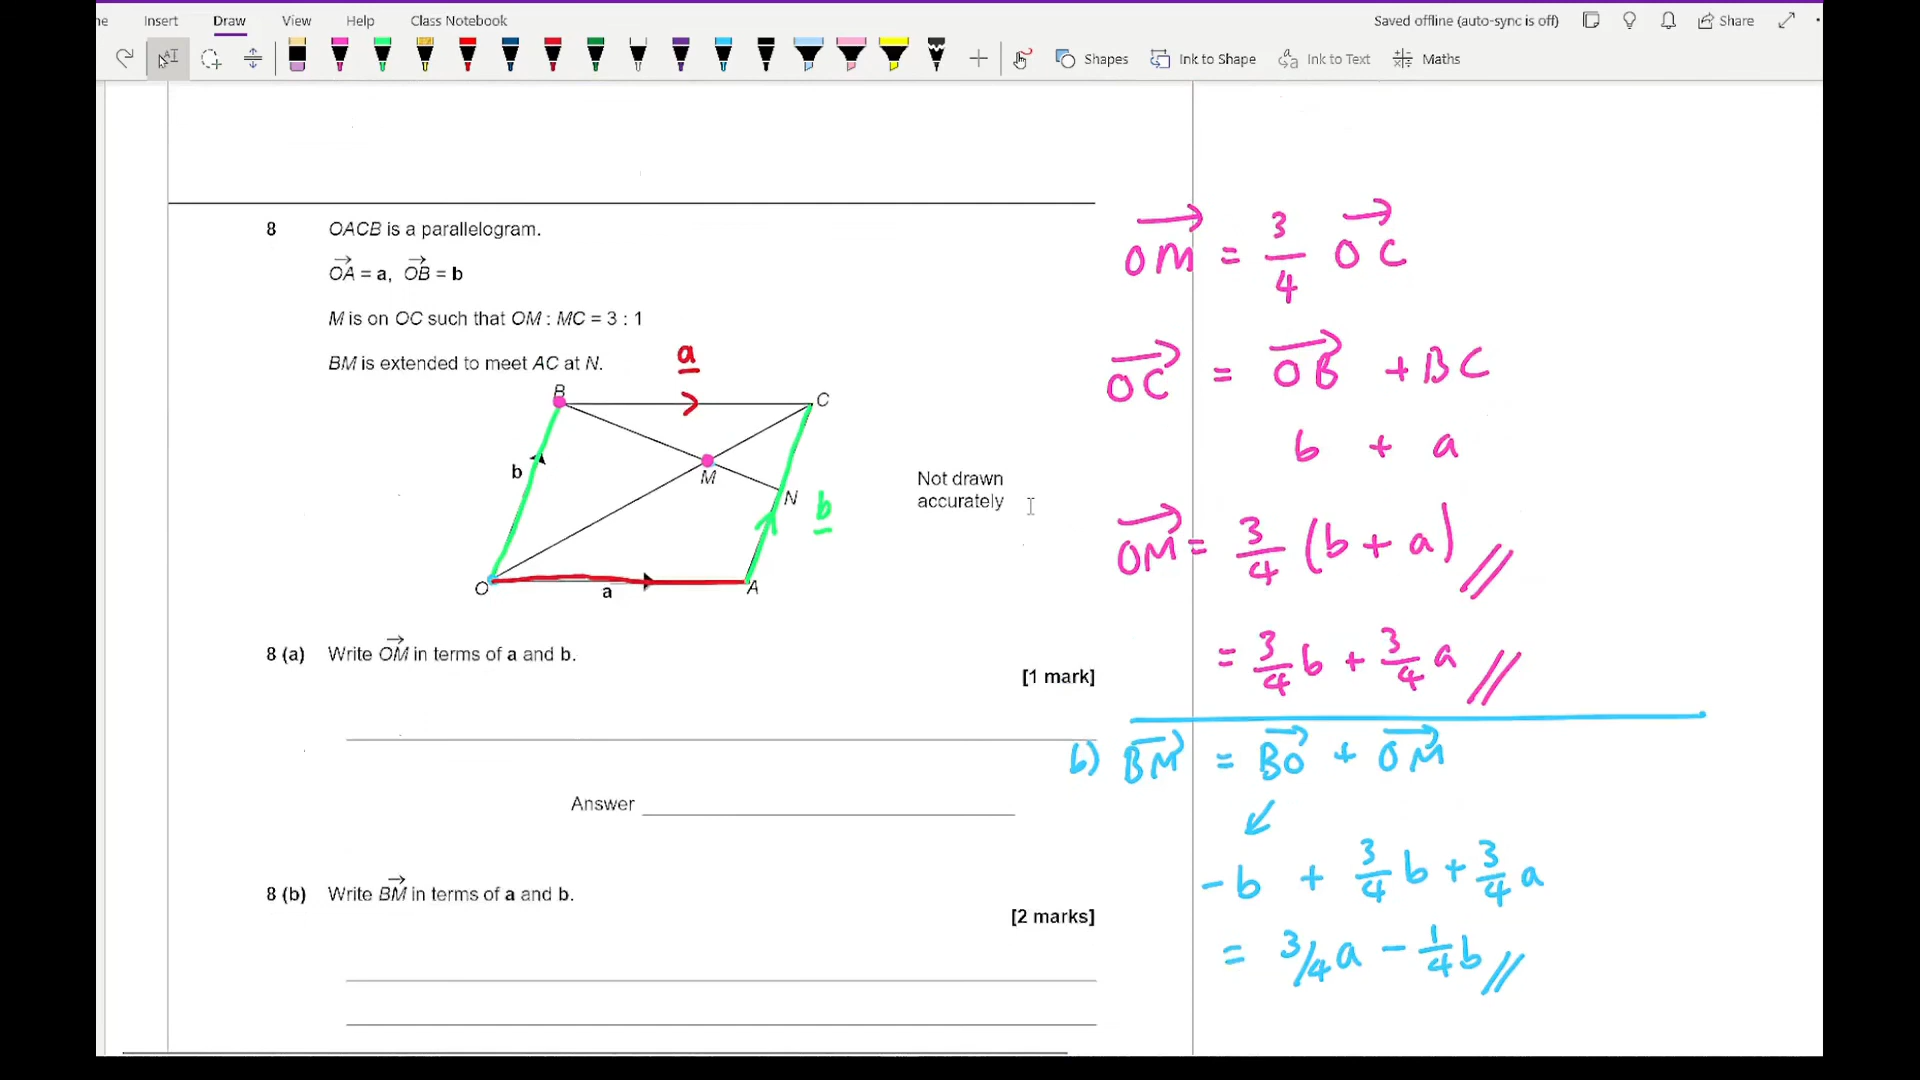 Insert Draw View Help Class Notebook Saved offline (auto-sync is off) Share
Shapes Ink to Shape Ink to Text Maths
8 OACB is a parallelogram.
→OA = a, →OB = b
M is on OC such that OM : MC = 3 : 1
BM is extended to meet AC at N.
a
B
C
b
M
N
b
O
a
A
Not drawn
accurately
8 (a) Write →OM in terms of a and b.
[1 mark]
Answer
8 (b) Write →BM in terms of a and b.
[2 marks]
→OM = 3/4 →OC
→OC = →OB + BC
b + a
→OM = 3/4 (b + a) //
= 3/4 b + 3/4 a //
b) →BM = →BO + →OM
- b + 3/4 b + 3/4 a
= 3/4 a - 1/4 b //